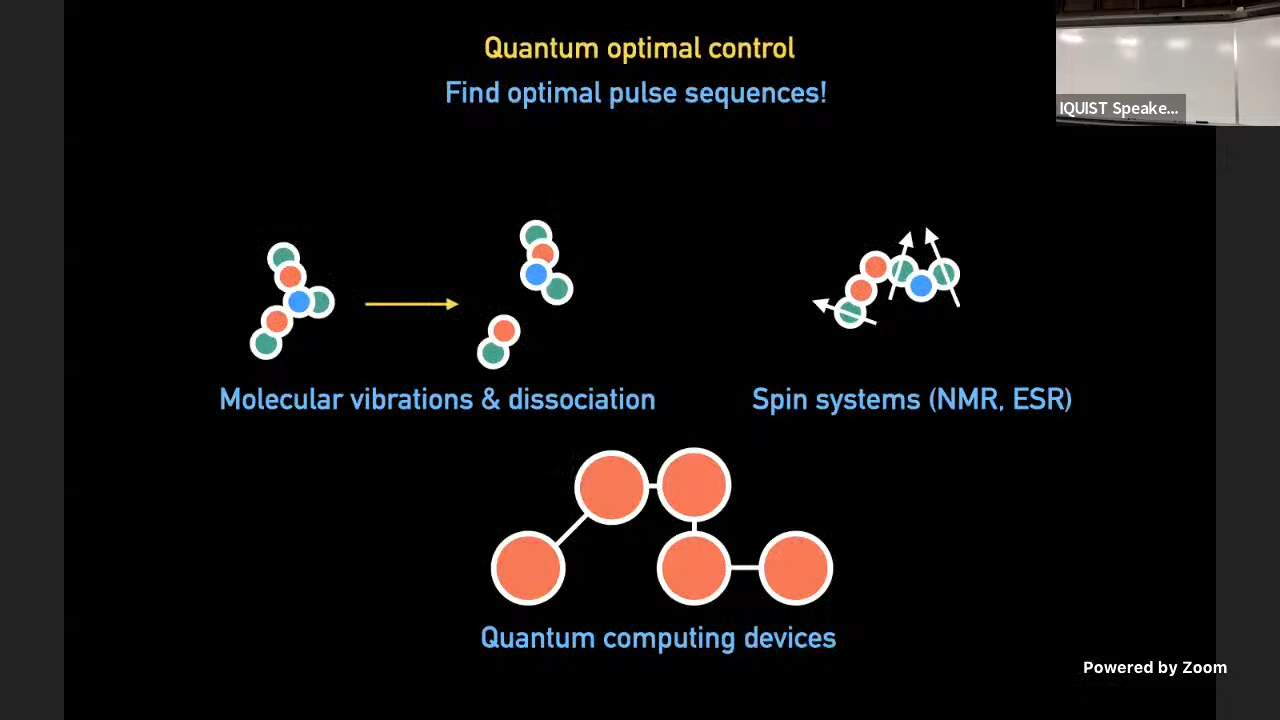 Quantum optimal control
Find optimal pulse sequences!
IQUIST Speake...
Molecular vibrations & dissociation
Spin systems (NMR, ESR)
Quantum computing devices
Powered by Zoom